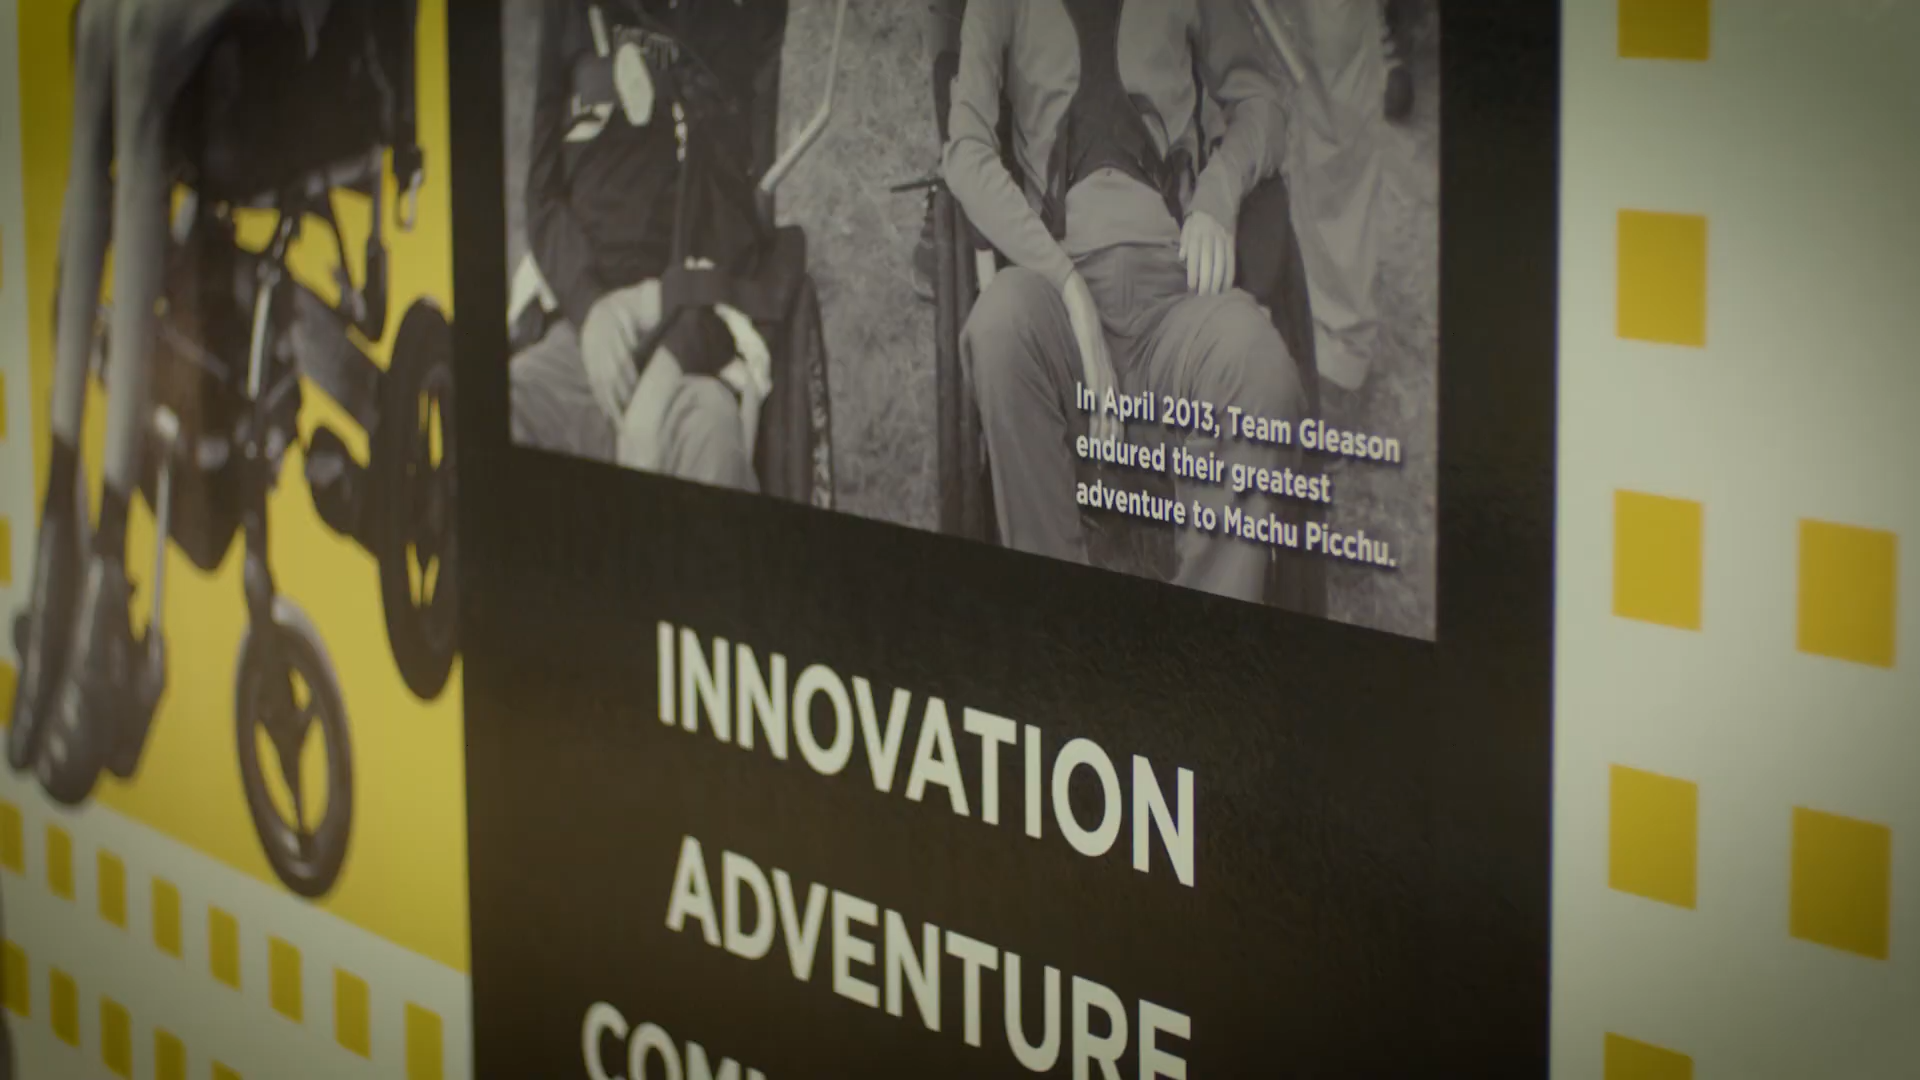 In April 2013, Team Gleason
endured their greatest
adventure to Machu Picchu.
INNOVATION
ADVENTURE